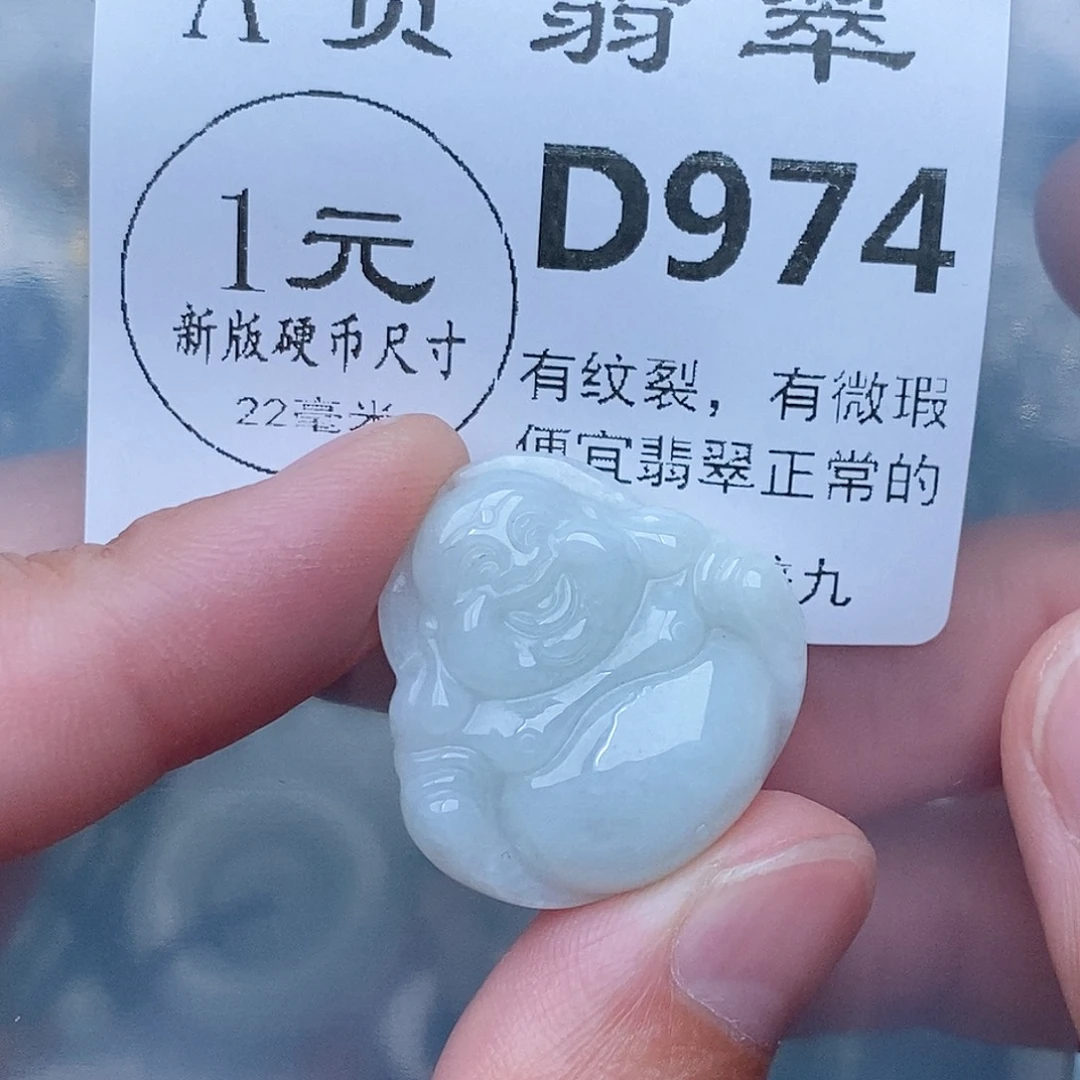 A货翡翠
1元
新版硬币尺寸
22毫米
D974
有纹裂，有微瑕
便宜翡翠正常的
九